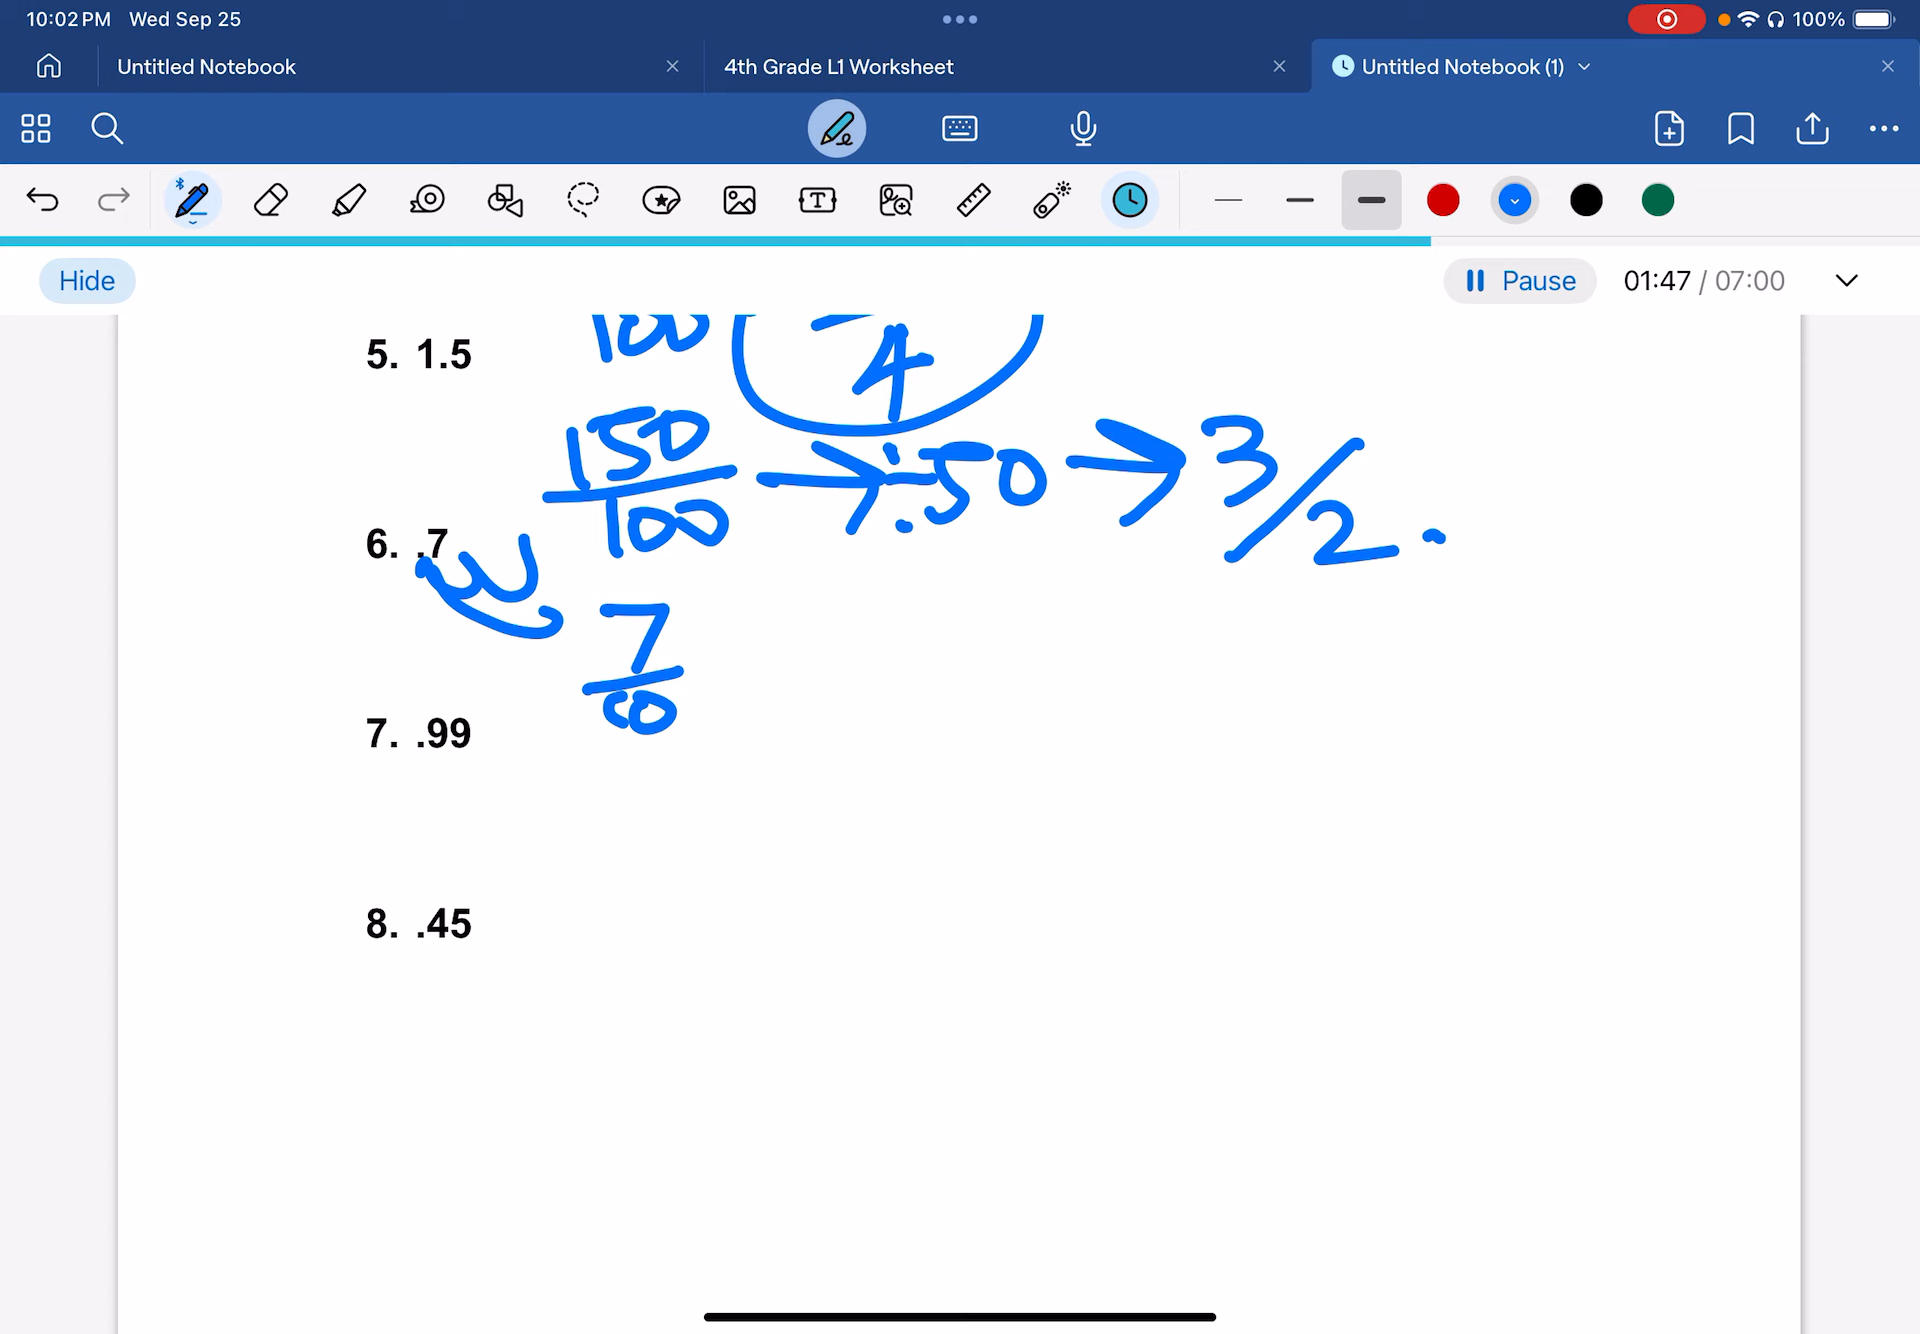 10:02 PM Wed Sep 25
100%
Untitled Notebook
4th Grade L1 Worksheet
Untitled Notebook (1)
Hide
Pause 01:47 / 07:00
100
4
5. 1.5
150/100 → ÷50 → 3/2.
6. .7
7
7. .99
8. .45